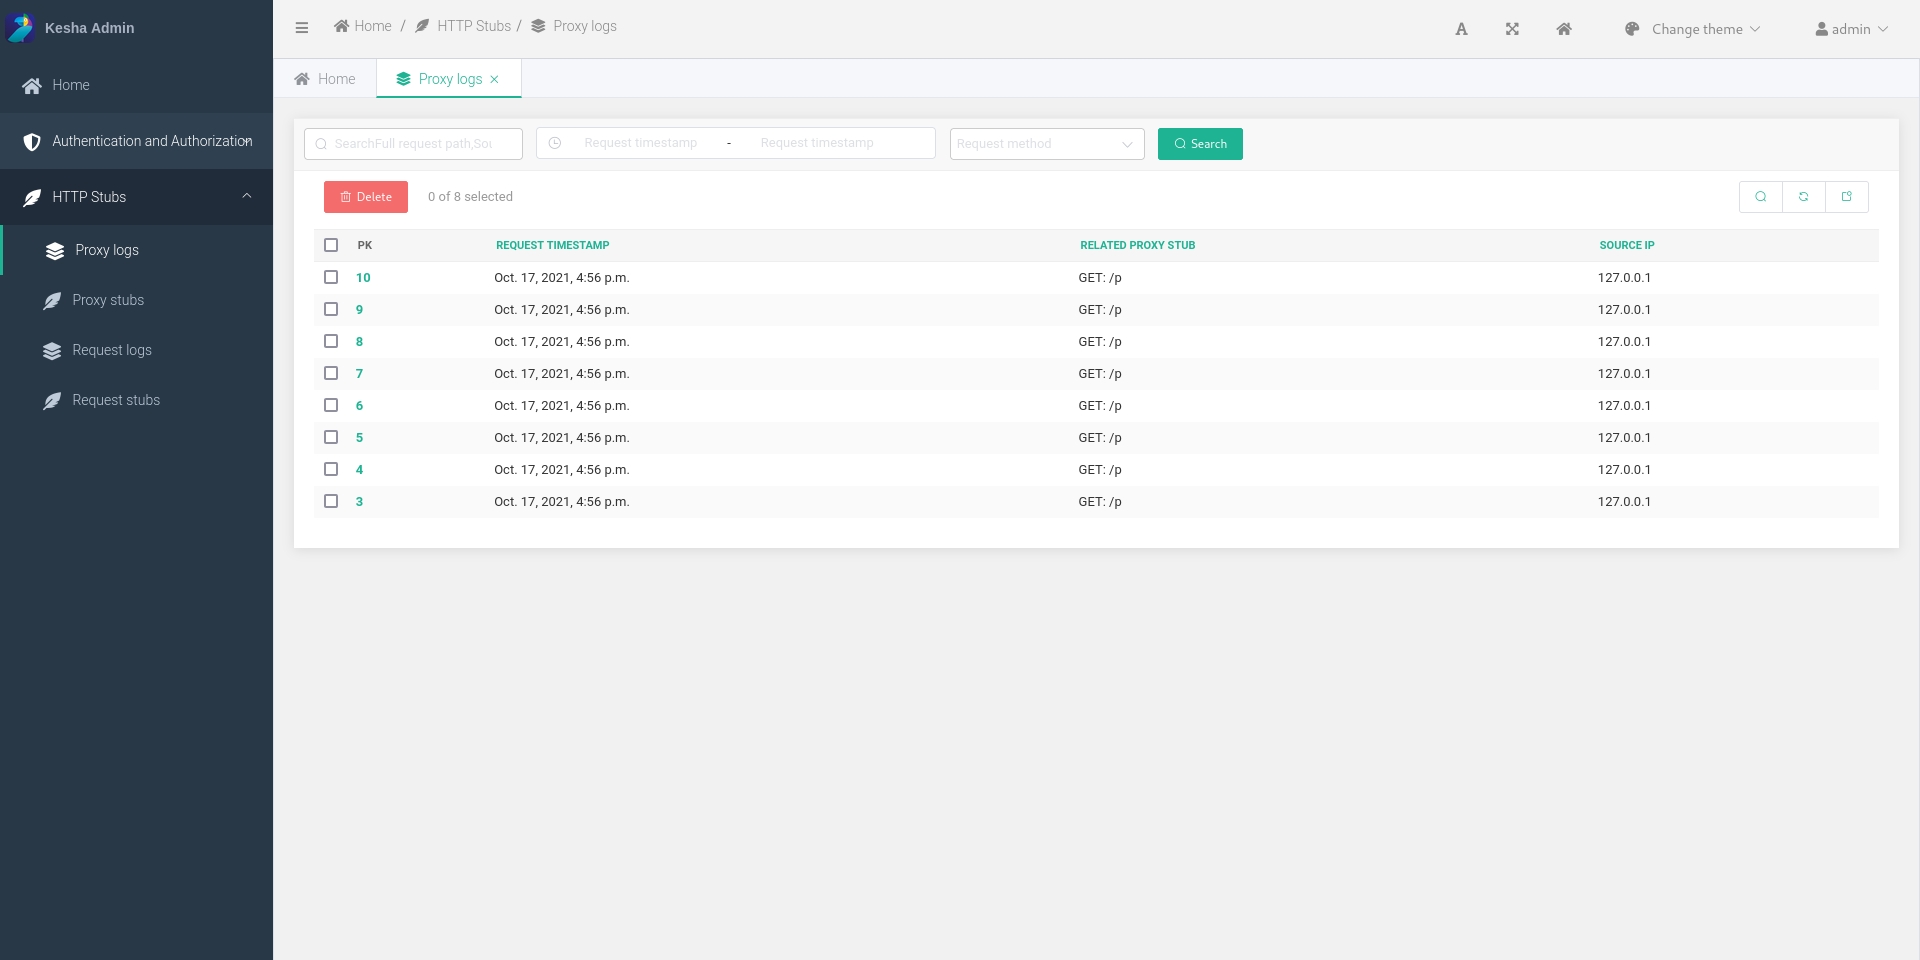 Kesha Admin
Home
Authentication and Authorization
HTTP Stubs
Proxy logs
Proxy stubs
Request logs
Request stubs
Home / HTTP Stubs / Proxy logs
A
Change theme
admin
Home
Proxy logs
SearchFull request path,Sou
Request timestamp - Request timestamp
Request method
Search
Delete
0 of 8 selected
PK REQUEST TIMESTAMP RELATED PROXY STUB SOURCE IP
10 Oct. 17, 2021, 4:56 p.m. GET: /p 127.0.0.1
9 Oct. 17, 2021, 4:56 p.m. GET: /p 127.0.0.1
8 Oct. 17, 2021, 4:56 p.m. GET: /p 127.0.0.1
7 Oct. 17, 2021, 4:56 p.m. GET: /p 127.0.0.1
6 Oct. 17, 2021, 4:56 p.m. GET: /p 127.0.0.1
5 Oct. 17, 2021, 4:56 p.m. GET: /p 127.0.0.1
4 Oct. 17, 2021, 4:56 p.m. GET: /p 127.0.0.1
3 Oct. 17, 2021, 4:56 p.m. GET: /p 127.0.0.1